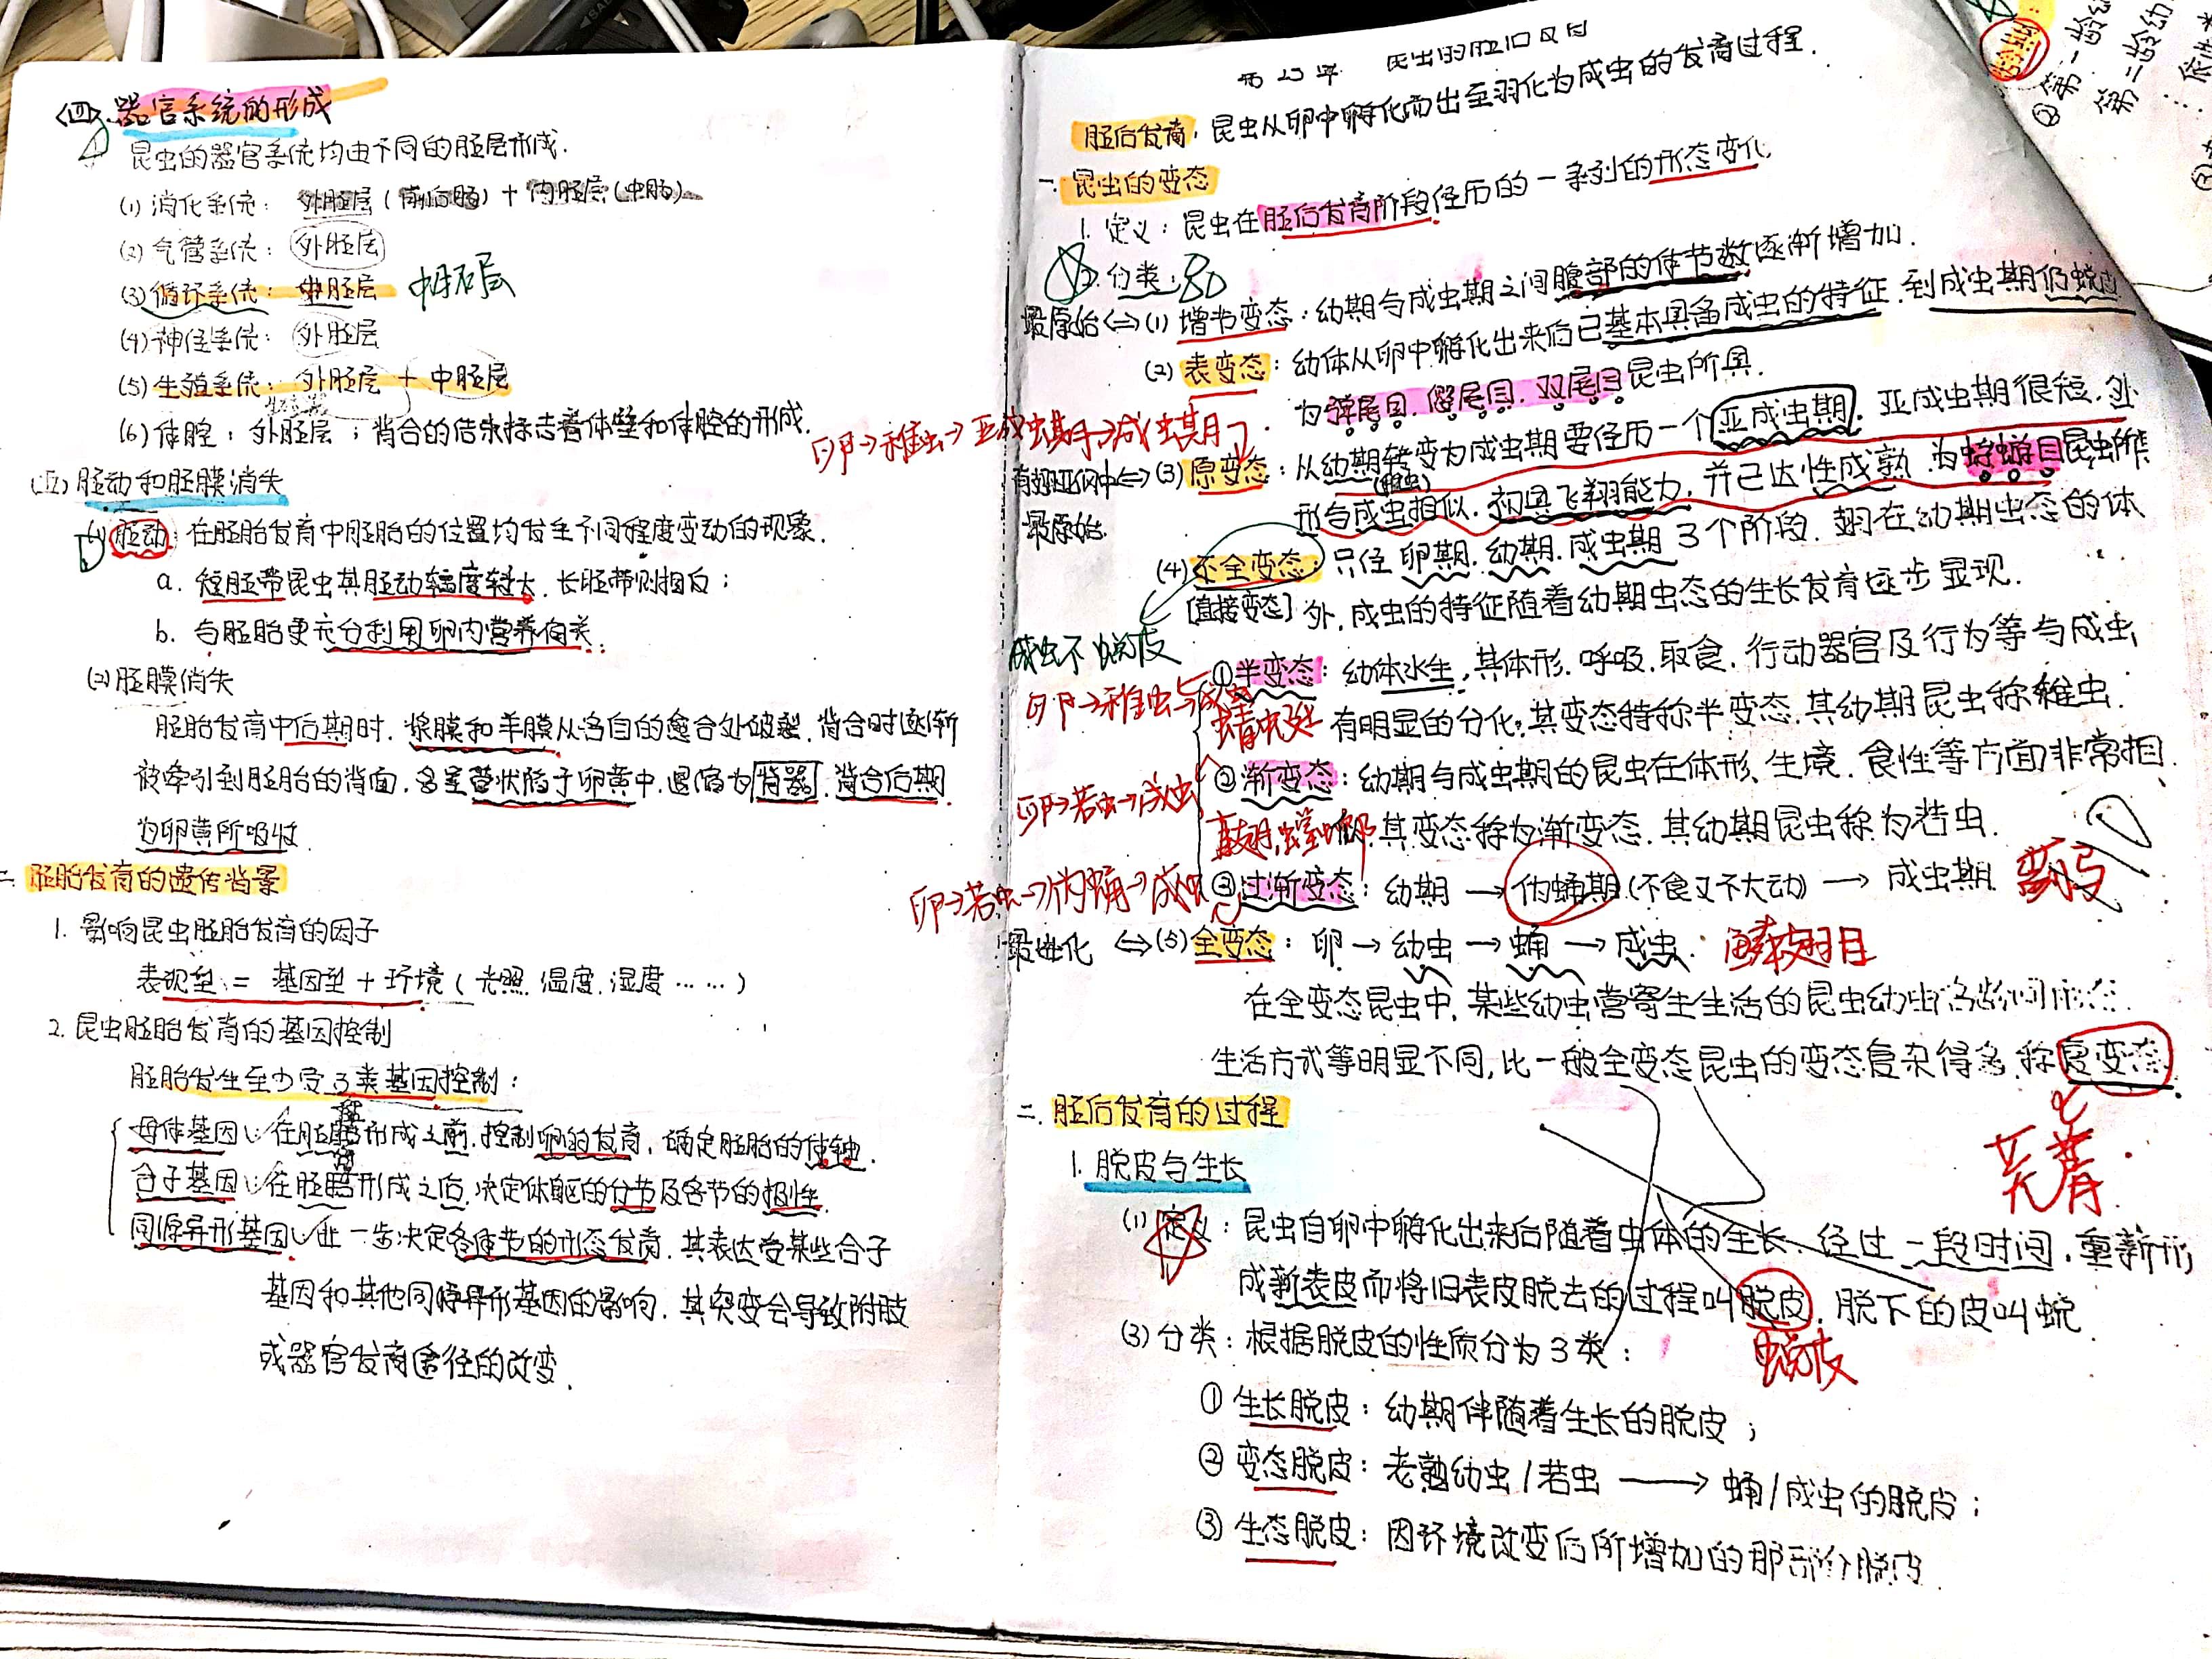 <四>. 器官系统的形成
昆虫的器官系统均由不同的胚层形成.
(1) 消化系统: 外胚层(前后肠) + 内胚层(中肠)
(2) 气管系统: 外胚层
(3) 循环系统: 中胚层 中胚层
(4) 神经系统: 外胚层
(5) 生殖系统: 外胚层 + 中胚层
(6) 体腔: 外胚层; 背合的结束标志着体壁和体腔的形成.
(五) 胚动和胚膜消失
(1) 胚动: 在胚胎发育中胚胎的位置均发生不同程度变动的现象.
a. 短胚带昆虫其胚动幅度较大. 长胚带则相反;
b. 与胚胎更充分利用卵内营养有关.
(2) 胚膜消失
胚胎发育中后期时. 浆膜和羊膜从各自的愈合处破裂. 背合时逐渐
被牵引到胚胎的背面. 多呈管状陷于卵黄中. 退缩为背器. 背合后期
为卵黄所吸收.
二. 胚胎发育的遗传背景
1. 影响昆虫胚胎发育的因子
表现型 = 基因型 + 环境 (光照. 温度. 湿度……)
2. 昆虫胚胎发育的基因控制
胚胎发生至少受3类基因控制:
母体基因: 在胚胎形成之前. 控制卵的发育, 确定胚胎的体轴.
合子基因: 在胚胎形成之后. 决定体躯的分节及各节的极性.
同源异形基因: 进一步决定各体节的形态发育. 其表达受某些合子
基因和其他同源异形基因的影响. 其突变会导致附肢
或器官发育途径的改变.
胚后发育: 昆虫从卵中孵化而出至羽化为成虫的发育过程.
一. 昆虫的变态
1. 定义: 昆虫在胚后发育阶段经历的一系列的形态变化
2. 分类:
最原始 ⇔ (1) 增节变态: 幼期与成虫期之间腹部的体节数逐渐增加.
(2) 表变态: 幼体从卵中孵化出来后已基本具备成虫的特征. 到成虫期仍蜕皮
为弹尾目. 双尾目昆虫所具.
卵→稚虫→亚成虫期→成虫期
有翅亚纲中最原始 ⇔ (3) 原变态: 从幼期(稚虫)转变为成虫期要经历一个亚成虫期. 亚成虫期很短. 外
形与成虫相似. 初具飞翔能力, 并已达性成熟. 为蜉蝣目昆虫所具
(4) 不全变态: 只经卵期. 幼期. 成虫期 3个阶段. 翅在幼期虫态的体
[直接变态] 外, 成虫的特征随着幼期虫态的生长发育逐步显现.
成虫不蜕皮
① 半变态: 幼体水生, 其体形. 呼吸. 取食. 行动器官及行为等与成虫
卵→稚虫→成虫
蜻蜓
有明显的分化; 其变态特称半变态. 其幼期昆虫称稚虫.
② 渐变态: 幼期与成虫期的昆虫在体形、生境. 食性等方面非常相
卵→若虫→成虫
直翅, 螳螂
似. 其变态称为渐变态. 其幼期昆虫称为若虫.
③ 过渐变态: 幼期 → 伪蛹期(不食又不大动) → 成虫期. 蓟马
卵→若虫→伪蛹→成虫
最进化 ⇔ (5) 全变态: 卵 → 幼虫 → 蛹 → 成虫. 鳞翅目
在全变态昆虫中, 某些幼虫营寄生生活的昆虫幼虫各龄间形态.
生活方式等明显不同, 比一般全变态昆虫的变态复杂得多. 称复变态.
芫菁
二. 胚后发育的过程
1. 脱皮与生长
(1) 定义: 昆虫自卵中孵化出来后随着虫体的生长. 经过一段时间. 重新形
成新表皮而将旧表皮脱去的过程叫脱皮. 脱下的皮叫蜕.
蜕皮
(3) 分类: 根据脱皮的性质分为3类:
① 生长脱皮: 幼期伴随着生长的脱皮;
② 变态脱皮: 老熟幼虫/若虫 → 蛹/成虫的脱皮;
③ 生态脱皮: 因环境改变后所增加的那部分脱皮.
② 第一龄幼
第二龄幼